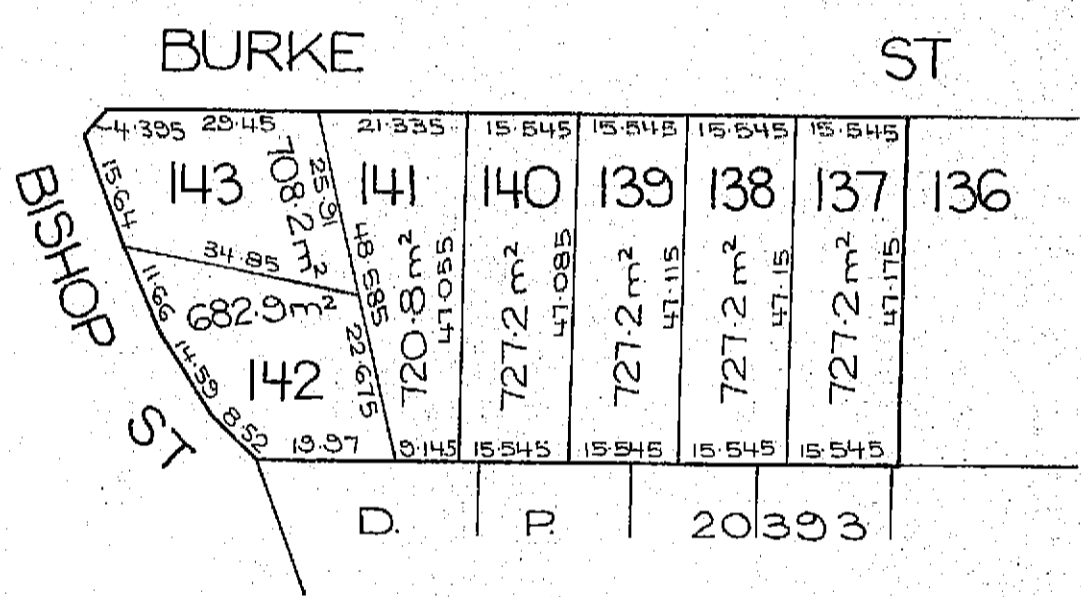 BURKE ST
4·395 29·45 21·335 15·545 15·545 15·545 15·545
143 141 140 139 138 137 136
708·2m²
25·91
15·64
BISHOP ST
34·85
48·585
720·8m²
47·055
727·2m²
47·085
727·2m²
47·115
727·2m²
47·15
727·2m²
47·175
11·66
682·9m²
142
22·675
14·59
8·52
19·97 9·145 15·545 15·545 15·545 15·545
D. P. 20393